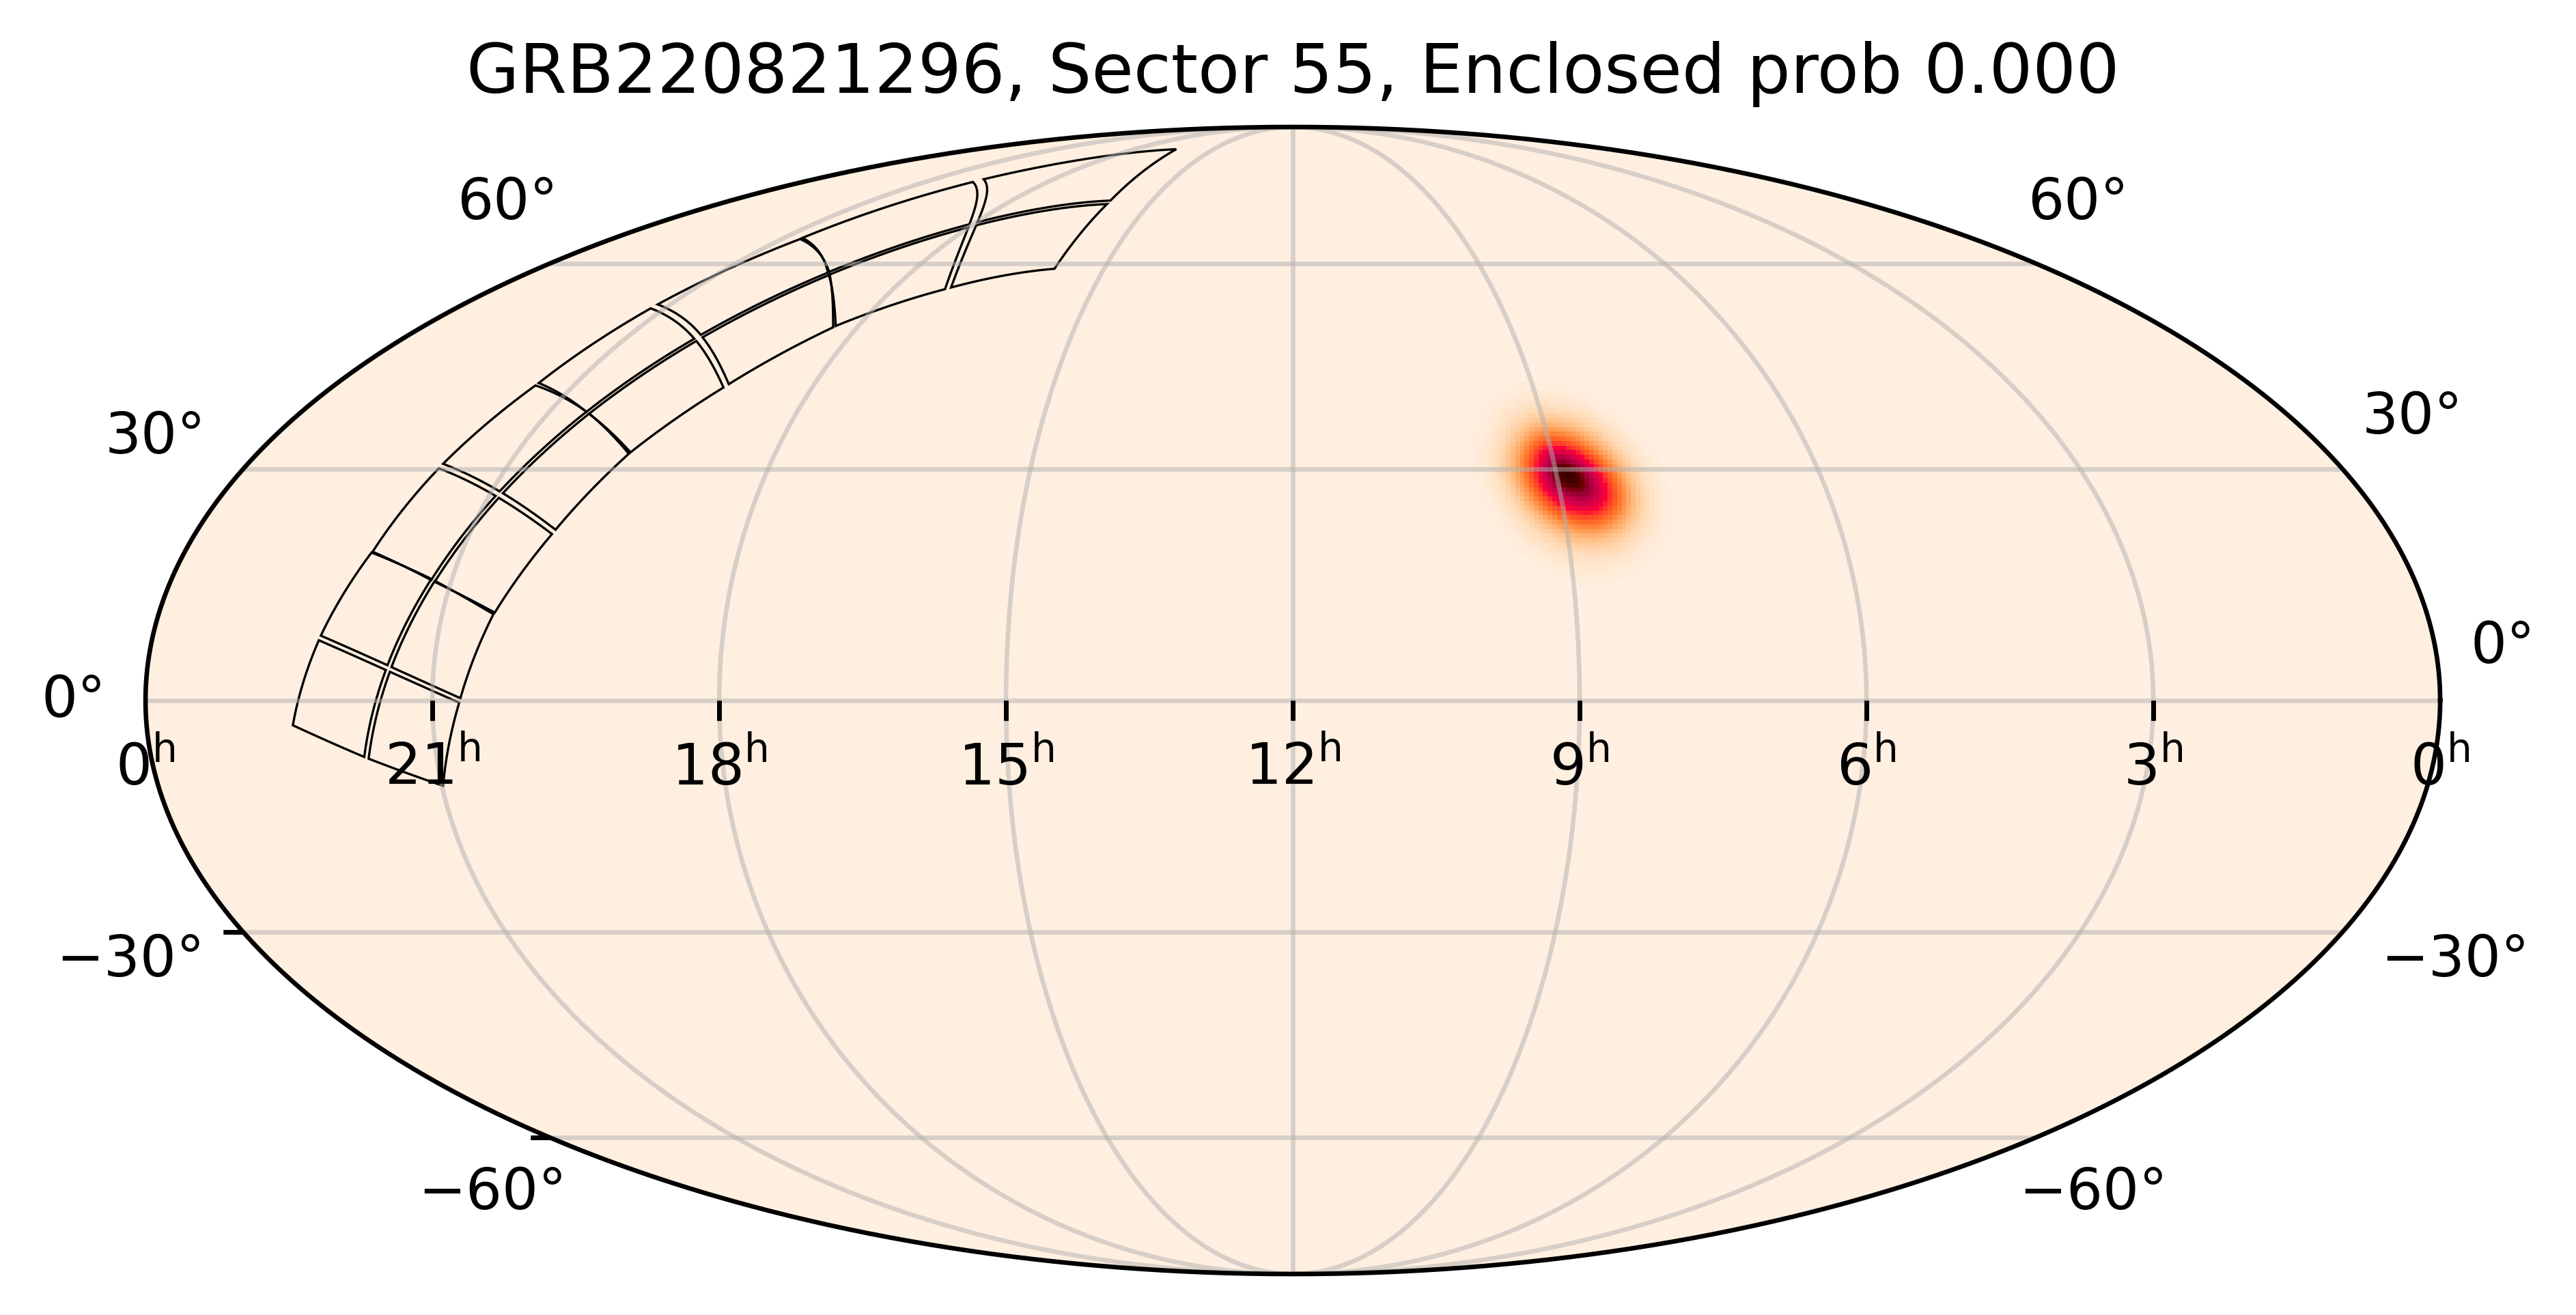 GRB220821296, Sector 55, Enclosed prob 0.000
60° 60°
30° 30°
0° 0°
0h 21h 18h 15h 12h 9h 6h 3h 0h
−30° −30°
−60° −60°